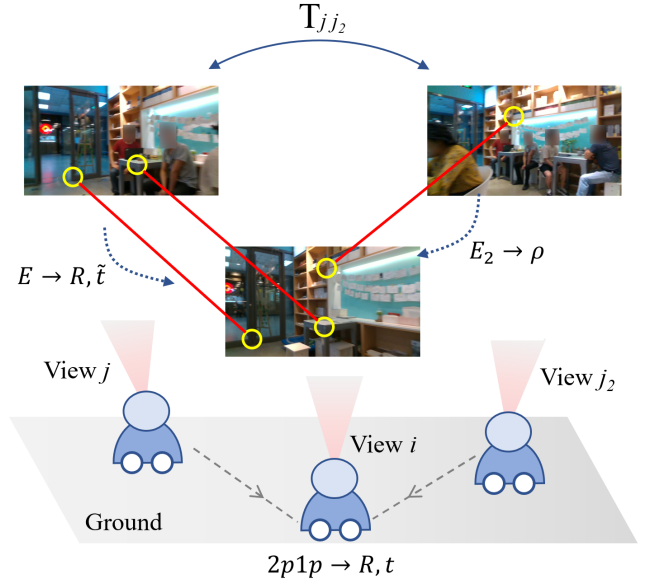 T_{jj_2}
E → R, t̃
E_2 → ρ
View j
View j_2
View i
Ground
2p1p → R, t